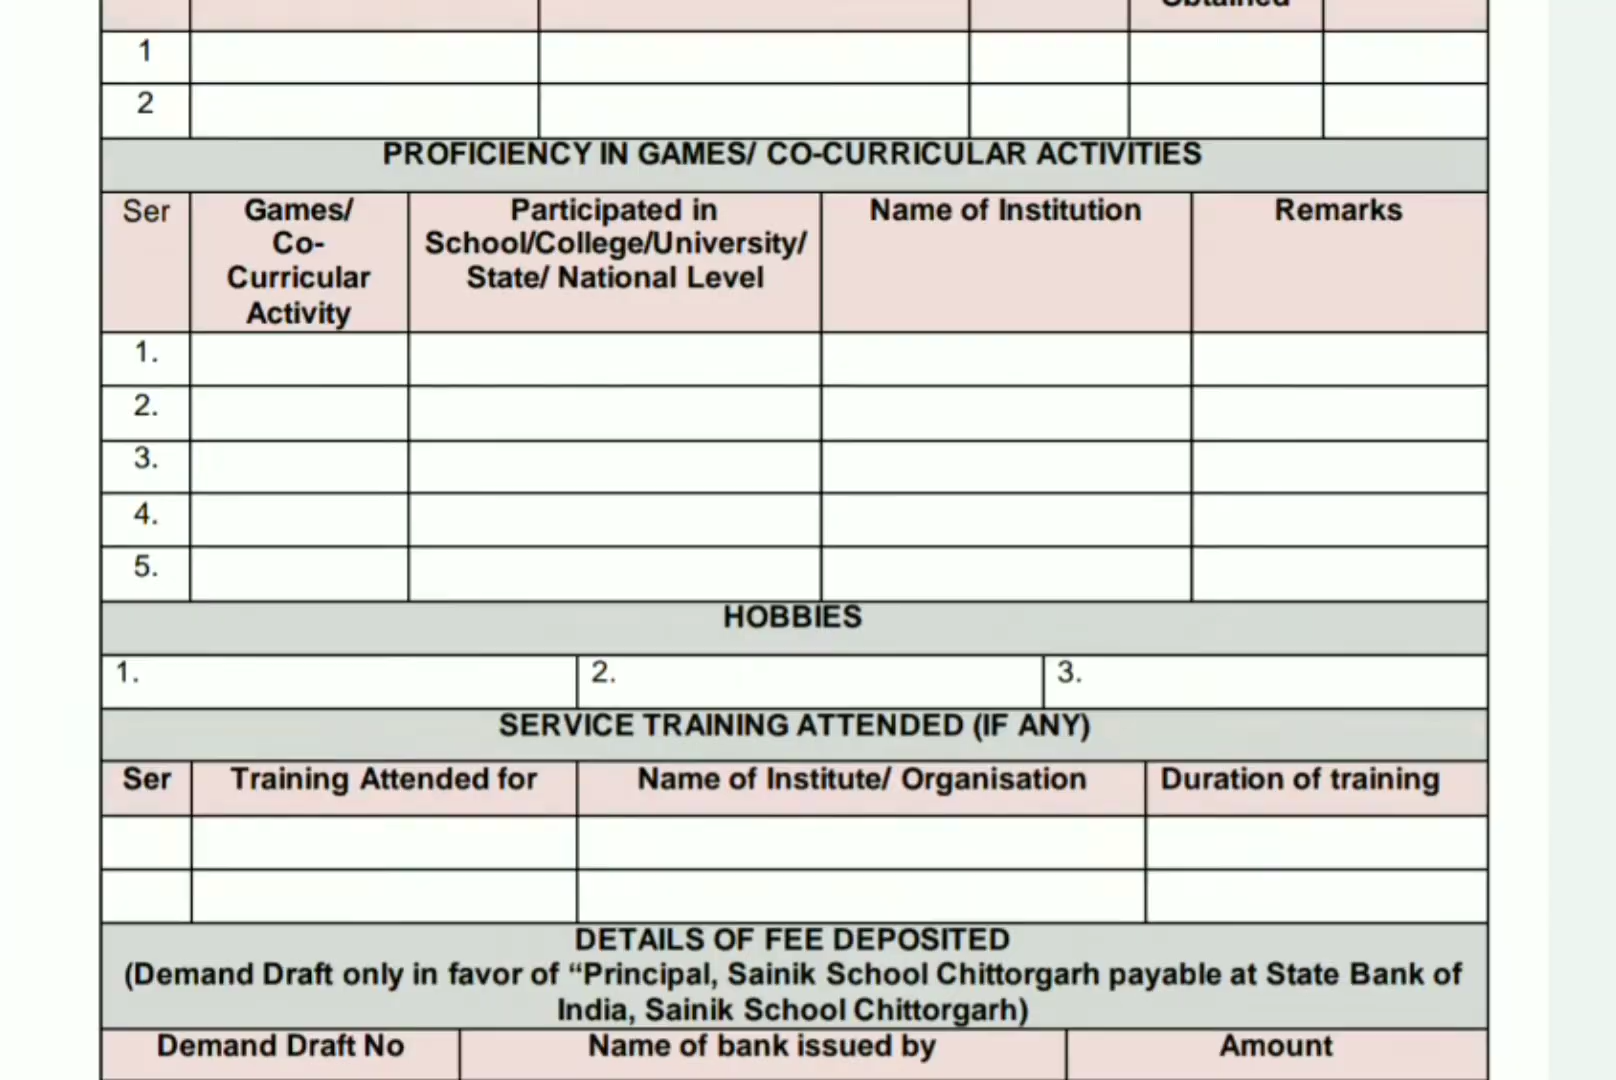 Obtained
1
2
PROFICIENCY IN GAMES/ CO-CURRICULAR ACTIVITIES
Ser
Games/
Co-
Curricular
Activity
Participated in
School/College/University/
State/ National Level
Name of Institution
Remarks
1.
2.
3.
4.
5.
HOBBIES
1.
2.
3.
SERVICE TRAINING ATTENDED (IF ANY)
Ser
Training Attended for
Name of Institute/ Organisation
Duration of training
DETAILS OF FEE DEPOSITED
(Demand Draft only in favor of “Principal, Sainik School Chittorgarh payable at State Bank of
India, Sainik School Chittorgarh)
Demand Draft No
Name of bank issued by
Amount